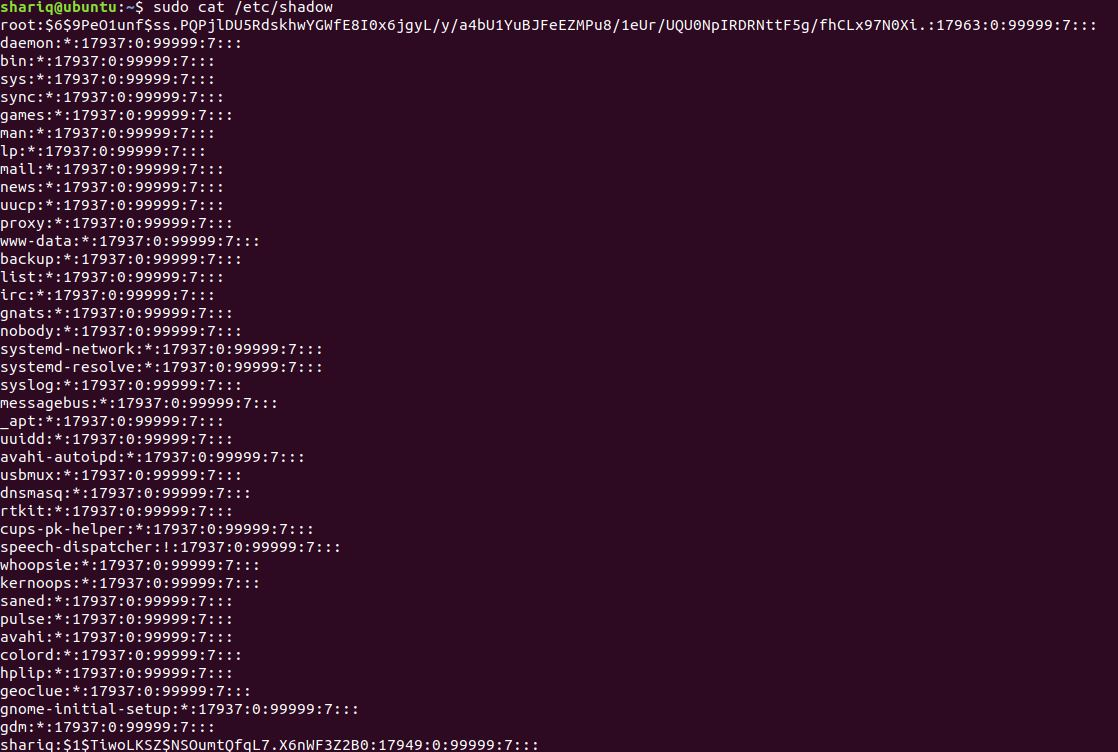 shariq@ubuntu:~$ sudo cat /etc/shadow
root:$6$9PeO1unf$ss.PQPjlDU5RdskhwYGWfE8I0x6jgyL/y/a4bU1YuBJFeEZMPu8/1eUr/UQU0NpIRDRNttF5g/fhCLx97N0Xi.:17963:0:99999:7:::
daemon:*:17937:0:99999:7:::
bin:*:17937:0:99999:7:::
sys:*:17937:0:99999:7:::
sync:*:17937:0:99999:7:::
games:*:17937:0:99999:7:::
man:*:17937:0:99999:7:::
lp:*:17937:0:99999:7:::
mail:*:17937:0:99999:7:::
news:*:17937:0:99999:7:::
uucp:*:17937:0:99999:7:::
proxy:*:17937:0:99999:7:::
www-data:*:17937:0:99999:7:::
backup:*:17937:0:99999:7:::
list:*:17937:0:99999:7:::
irc:*:17937:0:99999:7:::
gnats:*:17937:0:99999:7:::
nobody:*:17937:0:99999:7:::
systemd-network:*:17937:0:99999:7:::
systemd-resolve:*:17937:0:99999:7:::
syslog:*:17937:0:99999:7:::
messagebus:*:17937:0:99999:7:::
_apt:*:17937:0:99999:7:::
uuidd:*:17937:0:99999:7:::
avahi-autoipd:*:17937:0:99999:7:::
usbmux:*:17937:0:99999:7:::
dnsmasq:*:17937:0:99999:7:::
rtkit:*:17937:0:99999:7:::
cups-pk-helper:*:17937:0:99999:7:::
speech-dispatcher:!:17937:0:99999:7:::
whoopsie:*:17937:0:99999:7:::
kernoops:*:17937:0:99999:7:::
saned:*:17937:0:99999:7:::
pulse:*:17937:0:99999:7:::
avahi:*:17937:0:99999:7:::
colord:*:17937:0:99999:7:::
hplip:*:17937:0:99999:7:::
geoclue:*:17937:0:99999:7:::
gnome-initial-setup:*:17937:0:99999:7:::
gdm:*:17937:0:99999:7:::
shariq:$1$TiwoLKSZ$NSOumtQfqL7.X6nWF3Z2B0:17949:0:99999:7:::